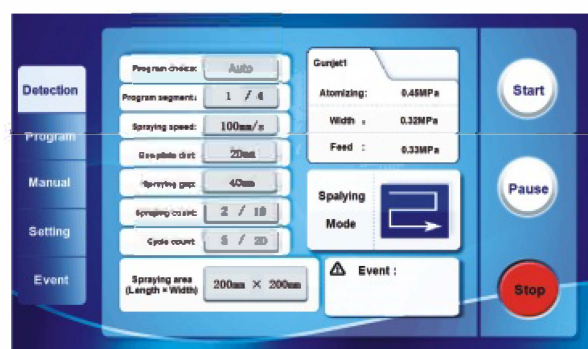 Detection
Program
Manual
Setting
Event
Program choice: Auto
Program segment: 1 / 4
Spraying speed: 100mm/s
20mm
Spraying gap: 40mm
Spraying count: 2 / 10
Cycle count: 5 / 20
Spraying area
(Length × Width) 200mm × 200mm
Gunjet1
Atomizing: 0.45MPa
Width : 0.32MPa
Feed : 0.33MPa
Spalying
Mode
Event :
Start
Pause
Stop